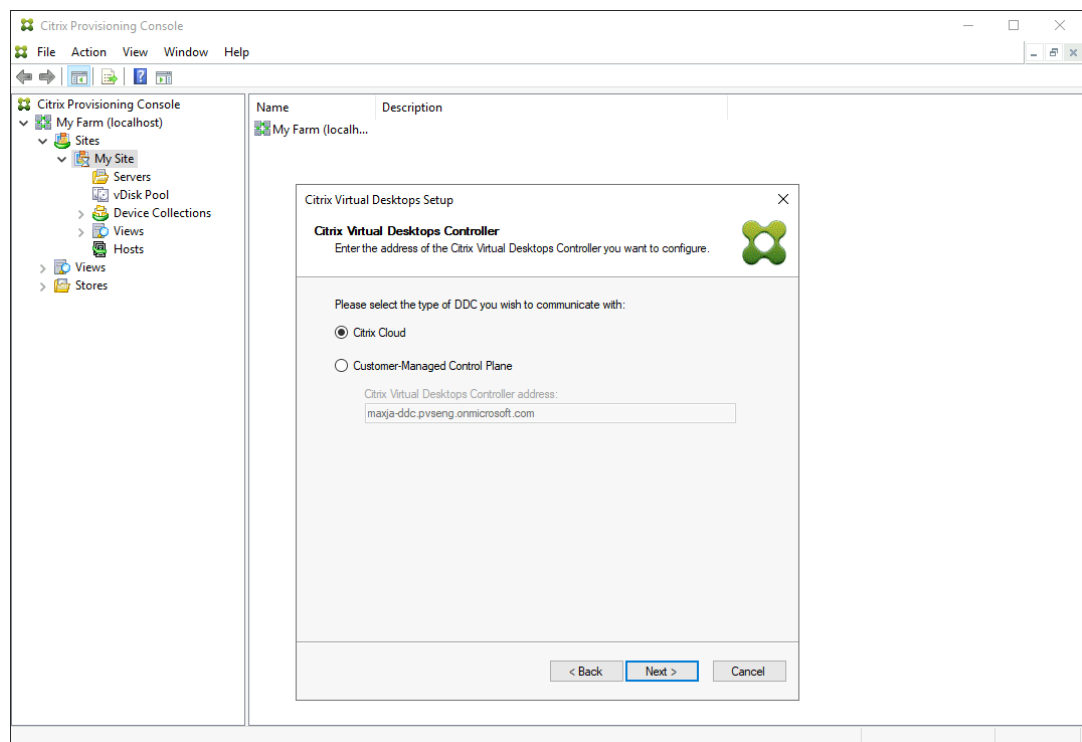 Citrix Provisioning Console
File Action View Window Help
Citrix Provisioning Console
My Farm (localhost)
Sites
My Site
Servers
vDisk Pool
Device Collections
Views
Hosts
Views
Stores
Name Description
My Farm (localh...
Citrix Virtual Desktops Setup
Citrix Virtual Desktops Controller
Enter the address of the Citrix Virtual Desktops Controller you want to configure.
Please select the type of DDC you wish to communicate with:
Citrix Cloud
Customer-Managed Control Plane
Citrix Virtual Desktops Controller address:
maxja-ddc.pvseng.onmicrosoft.com
< Back Next > Cancel